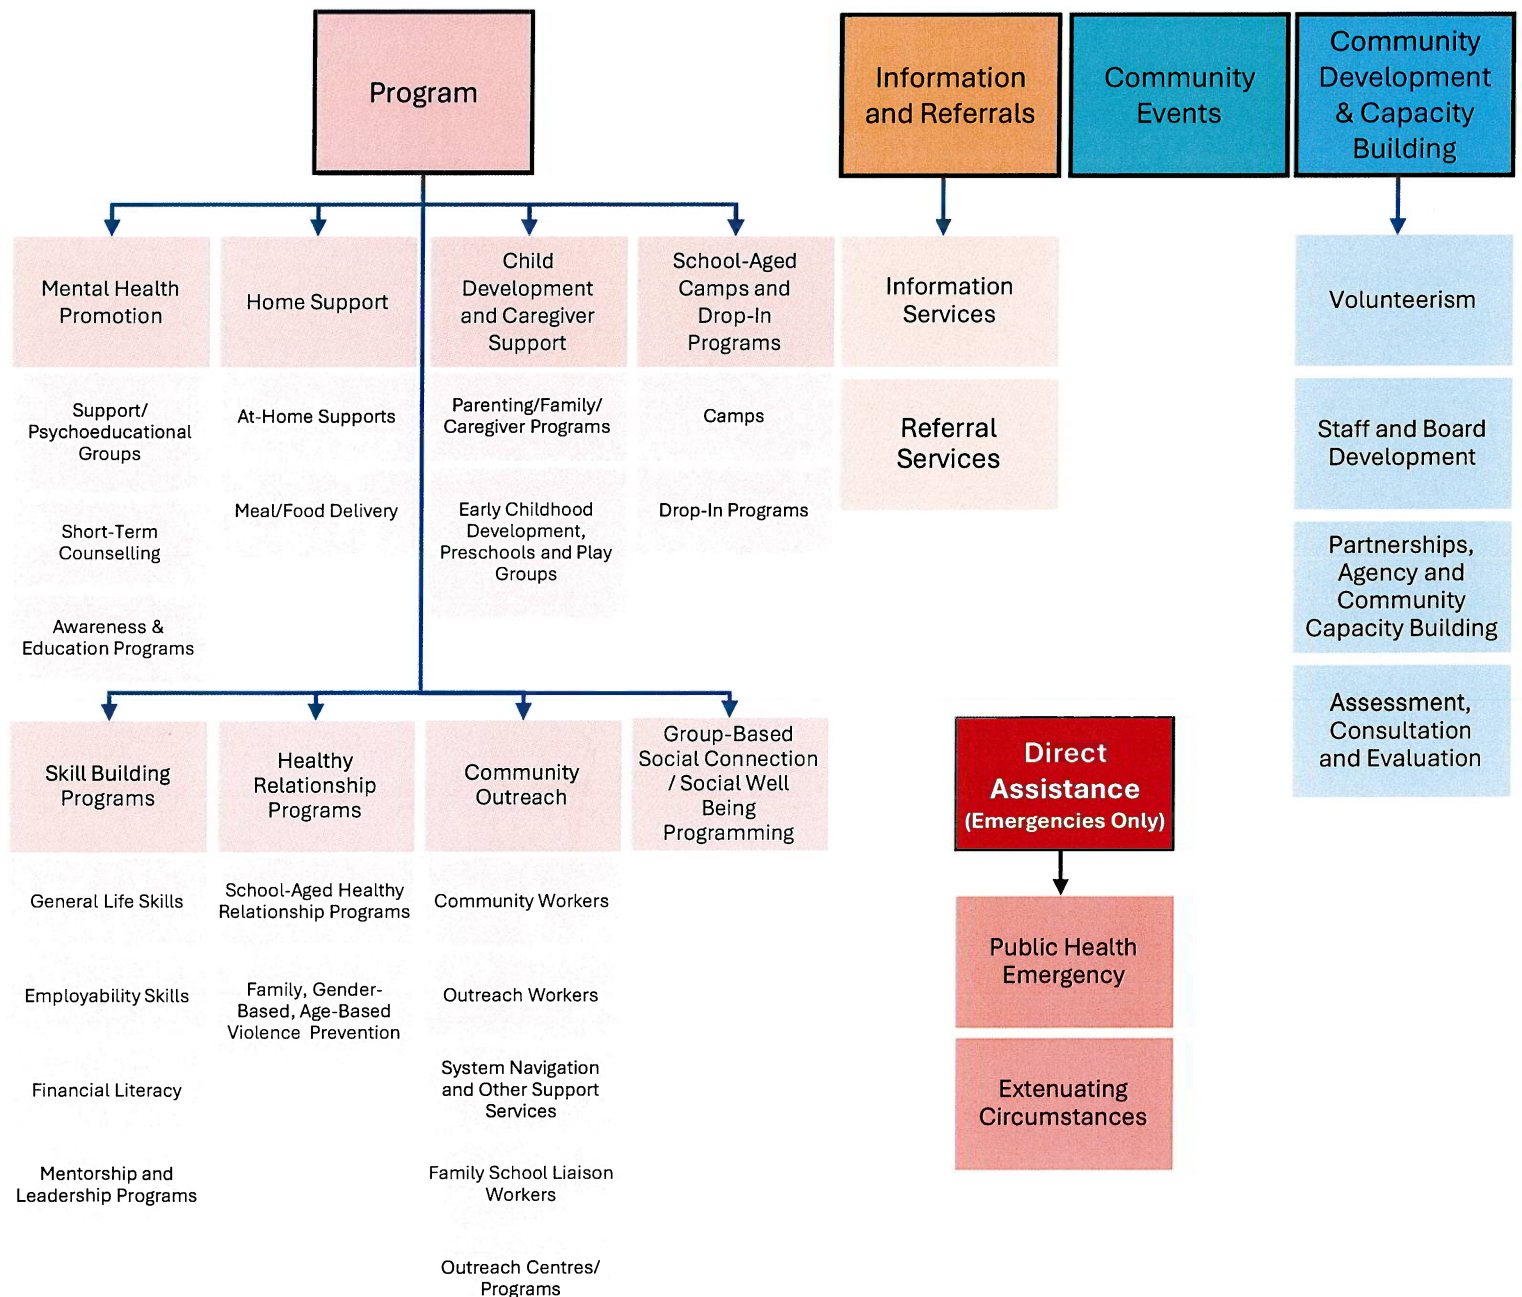 Program
Information
and Referrals
Community
Events
Community
Development
& Capacity
Building
Mental Health
Promotion
Home Support
Child
Development
and Caregiver
Support
School-Aged
Camps and
Drop-In
Programs
Information
Services
Volunteerism
Support/
Psychoeducational
Groups
At-Home Supports
Parenting/Family/
Caregiver Programs
Camps
Referral
Services
Staff and Board
Development
Short-Term
Counselling
Meal/Food Delivery
Early Childhood
Development,
Preschools and Play
Groups
Drop-In Programs
Partnerships,
Agency and
Community
Capacity Building
Awareness &
Education Programs
Assessment,
Consultation
and Evaluation
Skill Building
Programs
Healthy
Relationship
Programs
Community
Outreach
Group-Based
Social Connection
/ Social Well
Being
Programming
Direct
Assistance
(Emergencies Only)
General Life Skills
School-Aged Healthy
Relationship Programs
Community Workers
Public Health
Emergency
Employability Skills
Family, Gender-
Based, Age-Based
Violence Prevention
Outreach Workers
Financial Literacy
System Navigation
and Other Support
Services
Extenuating
Circumstances
Mentorship and
Leadership Programs
Family School Liaison
Workers
Outreach Centres/
Programs